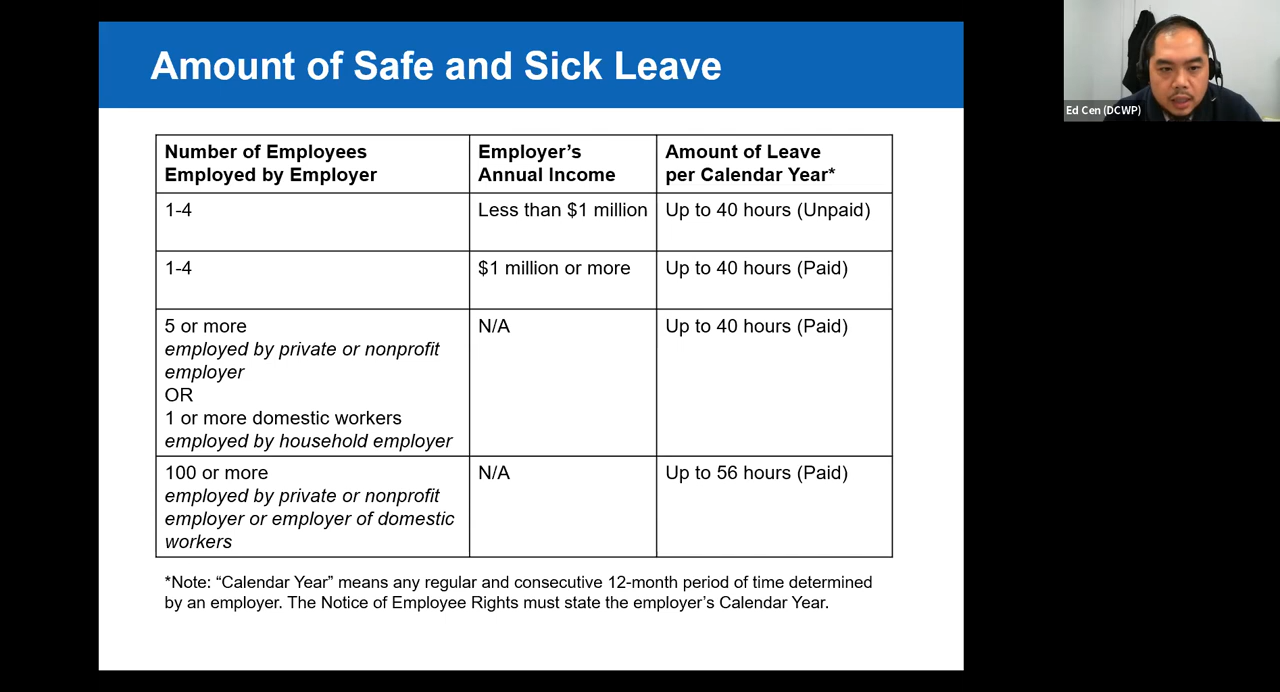 Amount of Safe and Sick Leave
Ed Cen (DCWP)
Number of Employees
Employed by Employer
Employer's
Annual Income
Amount of Leave
per Calendar Year*
1-4
Less than $1 million
Up to 40 hours (Unpaid)
1-4
$1 million or more
Up to 40 hours (Paid)
5 or more
employed by private or nonprofit
employer
OR
1 or more domestic workers
employed by household employer
N/A
Up to 40 hours (Paid)
100 or more
employed by private or nonprofit
employer or employer of domestic
workers
N/A
Up to 56 hours (Paid)
*Note: “Calendar Year” means any regular and consecutive 12-month period of time determined
by an employer. The Notice of Employee Rights must state the employer’s Calendar Year.